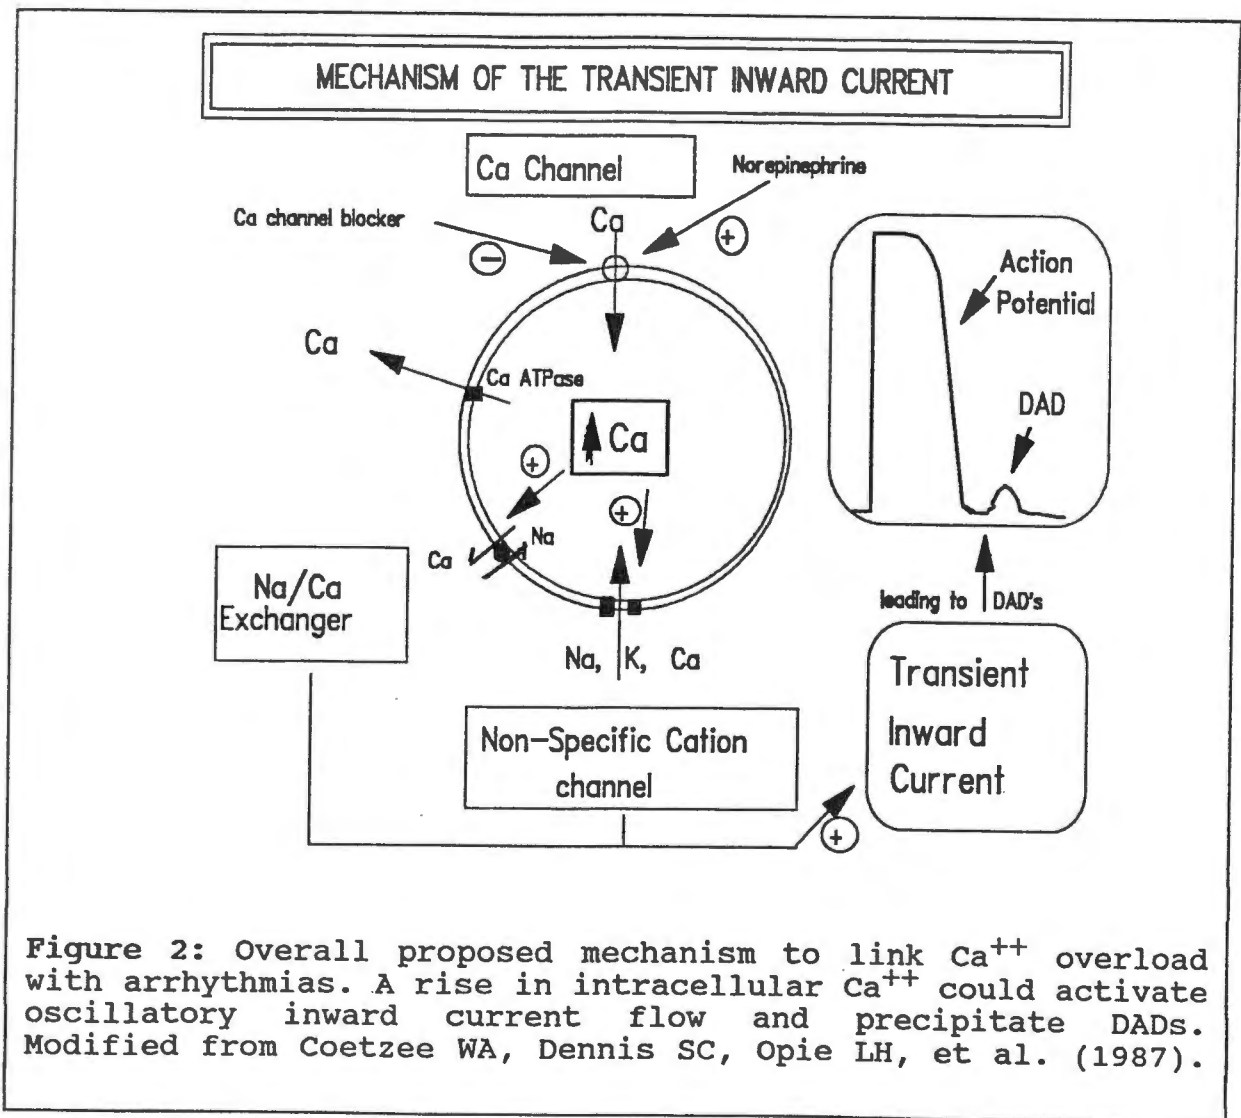 MECHANISM OF THE TRANSIENT INWARD CURRENT
Ca Channel
Norepinephrine
Ca channel blocker
Ca
+
−
Action
Potential
Ca
Ca ATPase
DAD
Ca
+
+
Ca
Na
Na/Ca
Exchanger
leading to DAD's
Na, K, Ca
Transient
Inward
Current
Non-Specific Cation
channel
+
Figure 2: Overall proposed mechanism to link Ca++ overload
with arrhythmias. A rise in intracellular Ca++ could activate
oscillatory inward current flow and precipitate DADs.
Modified from Coetzee WA, Dennis SC, Opie LH, et al. (1987).